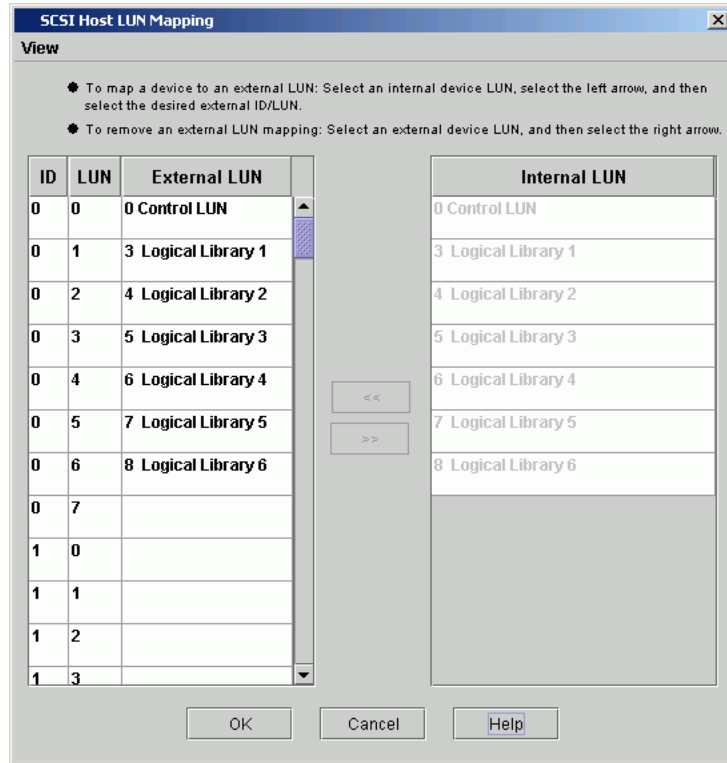 SCSI Host LUN Mapping
View
To map a device to an external LUN: Select an internal device LUN, select the left arrow, and then
select the desired external ID/LUN.
To remove an external LUN mapping: Select an external device LUN, and then select the right arrow.
ID LUN External LUN Internal LUN
0 0 0 Control LUN 0 Control LUN
0 1 3 Logical Library 1 3 Logical Library 1
0 2 4 Logical Library 2 4 Logical Library 2
0 3 5 Logical Library 3 5 Logical Library 3
0 4 6 Logical Library 4 6 Logical Library 4
<<
0 5 7 Logical Library 5 7 Logical Library 5
>>
0 6 8 Logical Library 6 8 Logical Library 6
0 7
1 0
1 1
1 2
1 3
OK Cancel Help